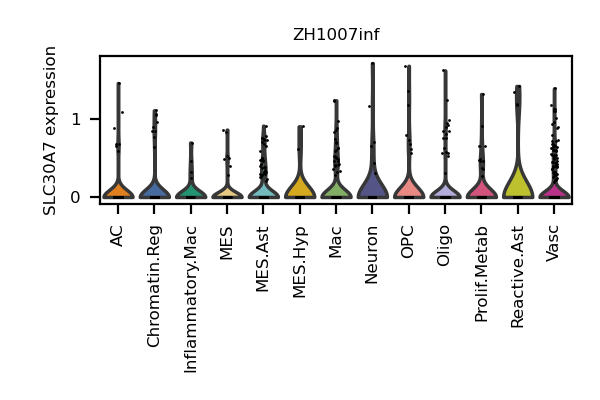 ZH1007inf
SLC30A7 expression
1
0
AC
Chromatin.Reg
Inflammatory.Mac
MES
MES.Ast
MES.Hyp
Mac
Neuron
OPC
Oligo
Prolif.Metab
Reactive.Ast
Vasc